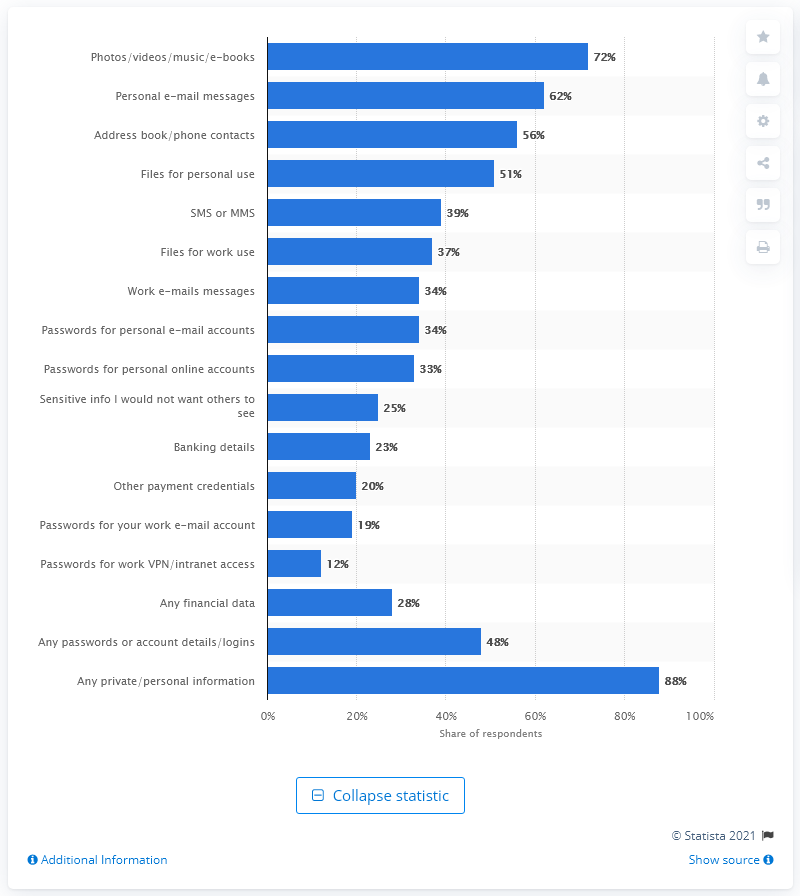 Photos/videos/music/e-books 72%
Personal e-mail messages 62%
Address book/phone contacts 56%
Files for personal use 51%
SMS or MMS 39%
Files for work use 37%
Work e-mails messages 34%
Passwords for personal e-mail accounts 34%
Passwords for personal online accounts 33%
Sensitive info I would not want others to
see 25%
Banking details 23%
Other payment credentials 20%
Passwords for your work e-mail account 19%
Passwords for work VPN/intranet access 12%
Any financial data 28%
Any passwords or account details/logins 48%
Any private/personal information 88%
0% 20% 40% 60% 80% 100%
Share of respondents
Collapse statistic
© Statista 2021
Additional Information Show source